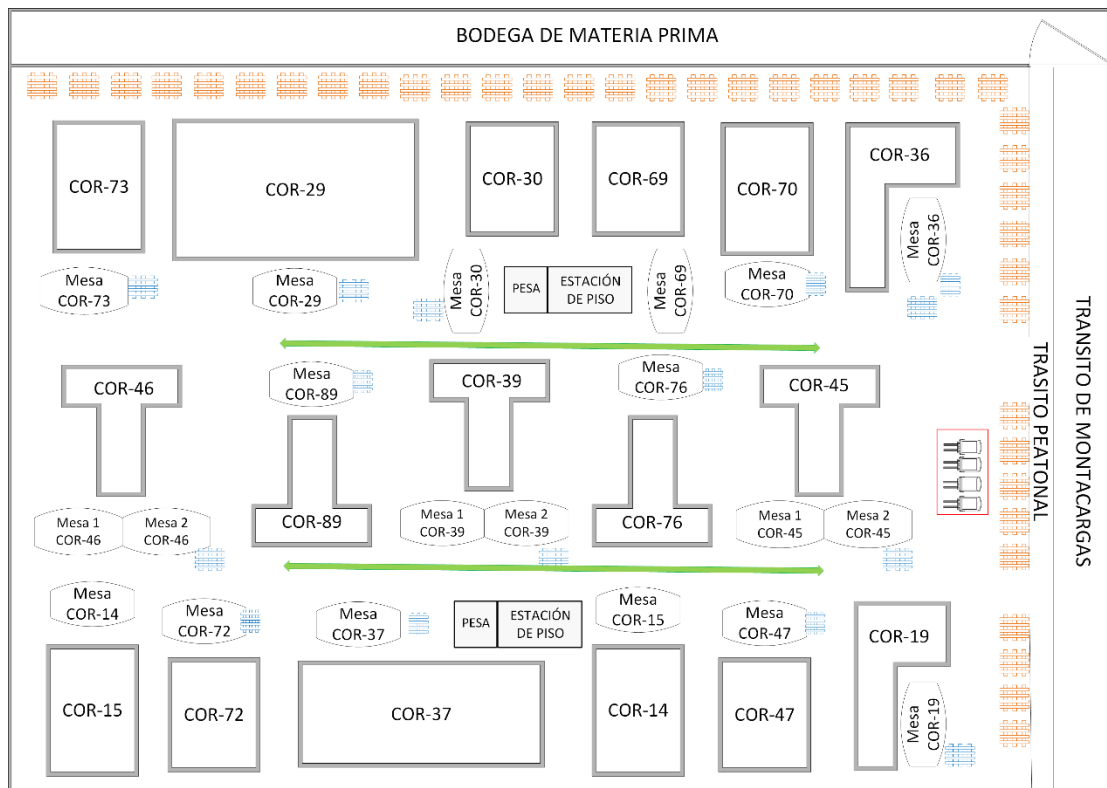 BODEGA DE MATERIA PRIMA
COR-73
COR-29
COR-30
COR-69
COR-70
COR-36
Mesa
COR-36
Mesa
COR-73
Mesa
COR-29
Mesa
COR-30
PESA
ESTACIÓN
DE PISO
Mesa
COR-69
Mesa
COR-70
TRANSITO DE MONTACARGAS
TRASITO PEATONAL
COR-46
Mesa
COR-89
COR-39
Mesa
COR-76
COR-45
Mesa 1
COR-46
Mesa 2
COR-46
COR-89
Mesa 1
COR-39
Mesa 2
COR-39
COR-76
Mesa 1
COR-45
Mesa 2
COR-45
Mesa
COR-14
Mesa
COR-72
Mesa
COR-37
PESA
ESTACIÓN
DE PISO
Mesa
COR-15
Mesa
COR-47
COR-19
COR-15
COR-72
COR-37
COR-14
COR-47
Mesa
COR-19